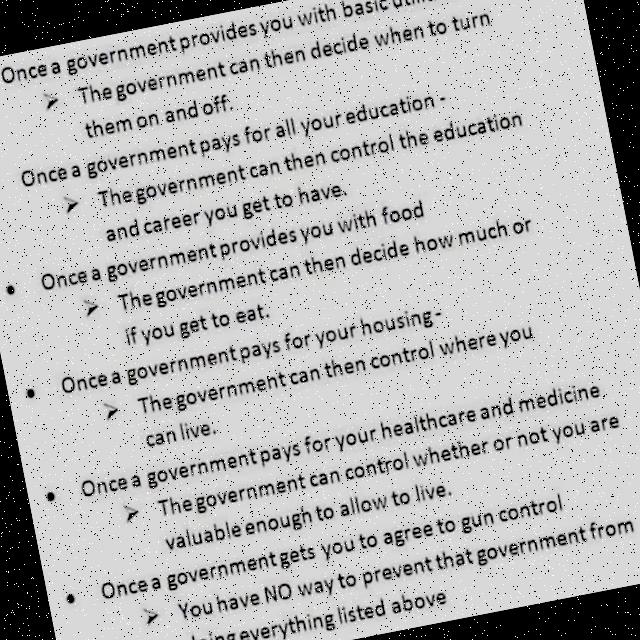 Once a government provides you with basic
➢ The government can then decide when to turn
them on and off.
Once a government pays for all your education -
➢ The government can then control the education
and career you get to have.
• Once a government provides you with food
➢ The government can then decide how much or
if you get to eat.
• Once a government pays for your housing -
➢ The government can then control where you
can live.
• Once a government pays for your healthcare and medicine
➢ The government can control whether or not you are
valuable enough to allow to live.
• Once a government gets you to agree to gun control
➢ You have NO way to prevent that government from
everything listed above